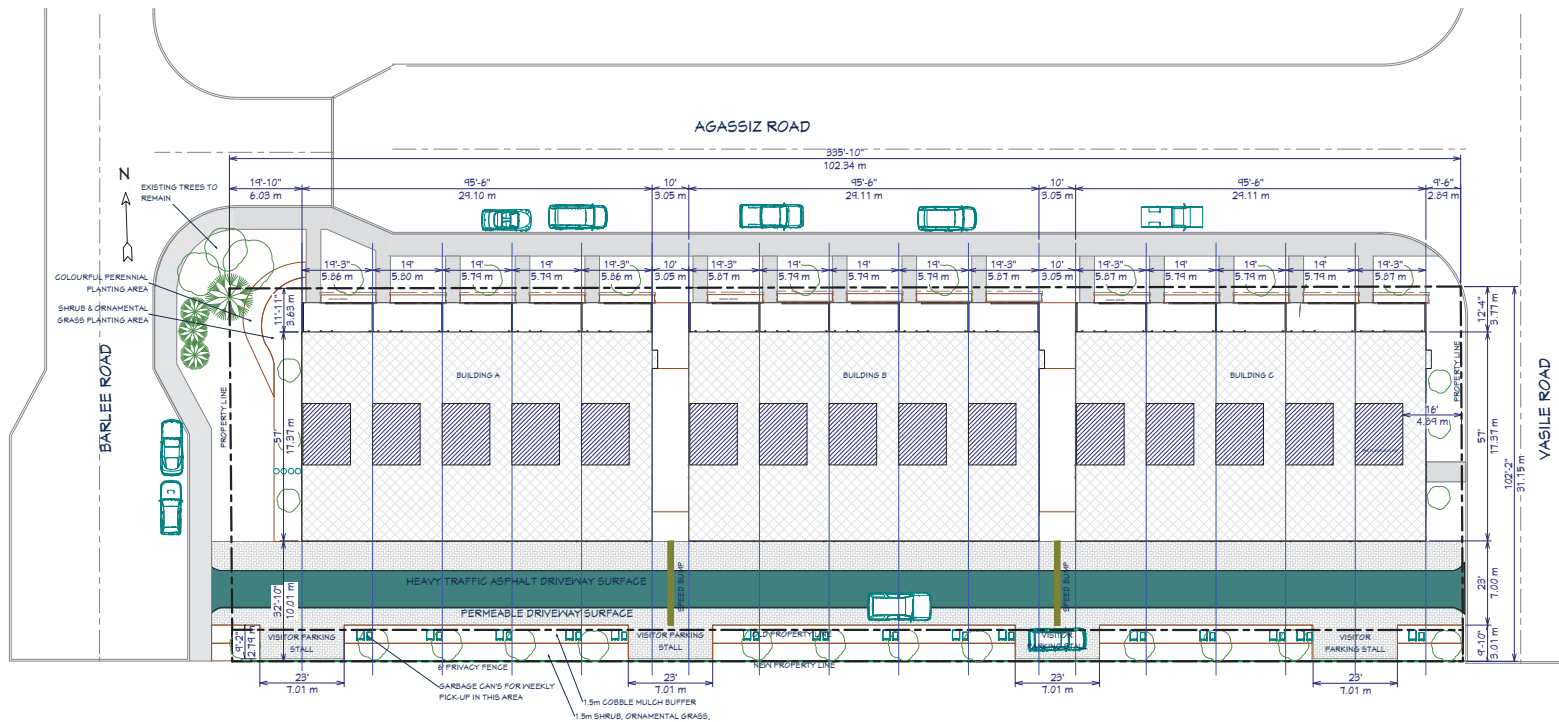 AGASSIZ ROAD
335'-10"
102.34 m
N
EXISTING TREES TO
REMAIN
19'-10"
6.03 m
95'-6"
29.10 m
10'
3.05 m
95'-6"
29.11 m
10'
3.05 m
95'-6"
29.11 m
9'-6"
2.89 m
COLOURFUL PERENNIAL
PLANTING AREA
SHRUB & ORNAMENTAL
GRASS PLANTING AREA
19'-3"
5.86 m
19'
5.80 m
19'
5.79 m
19'
5.79 m
19'-3"
5.86 m
10'
3.05 m
19'-3"
5.87 m
19'
5.79 m
19'
5.79 m
19'
5.79 m
19'-3"
5.87 m
10'
3.05 m
19'-3"
5.87 m
19'
5.79 m
19'
5.79 m
19'
5.79 m
19'-3"
5.87 m
11'-11"
3.63 m
12'-4"
3.77 m
BARLEE ROAD
PROPERTY LINE
BUILDING A
BUILDING B
BUILDING C
PROPERTY LINE
VASILE ROAD
16'
4.89 m
57'
17.37 m
57'
17.37 m
102'-2"
31.15 m
HEAVY TRAFFIC ASPHALT DRIVEWAY SURFACE
SPEED BUMP
SPEED BUMP
32'-10"
10.01 m
23'
7.00 m
PERMEABLE DRIVEWAY SURFACE
9'-2"
2.79 m
VISITOR PARKING
STALL
VISITOR PARKING
STALL
OLD PROPERTY LINE
VISITOR
VISITOR
PARKING STALL
9'-10"
3.01 m
6' PRIVACY FENCE
NEW PROPERTY LINE
23'
7.01 m
23'
7.01 m
23'
7.01 m
23'
7.01 m
GARBAGE CAN'S FOR WEEKLY
PICK-UP IN THIS AREA
1.5m COBBLE MULCH BUFFER
1.5m SHRUB, ORNAMENTAL GRASS,